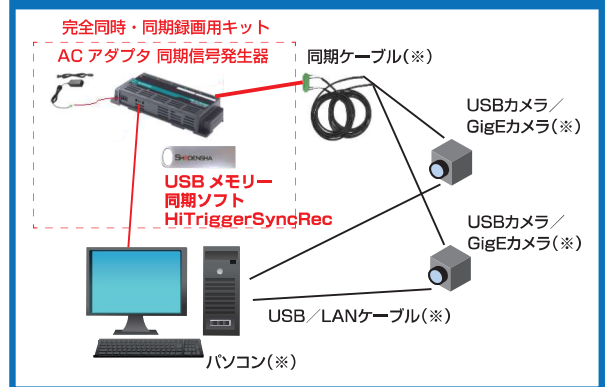 完全同時・同期録画用キット
AC アダプタ 同期信号発生器
同期ケーブル(※)
USBカメラ／
GigEカメラ(※)
SHODENSHA
USB メモリー
同期ソフト
HiTriggerSyncRec
USBカメラ／
GigEカメラ(※)
USB／LANケーブル(※)
パソコン(※)